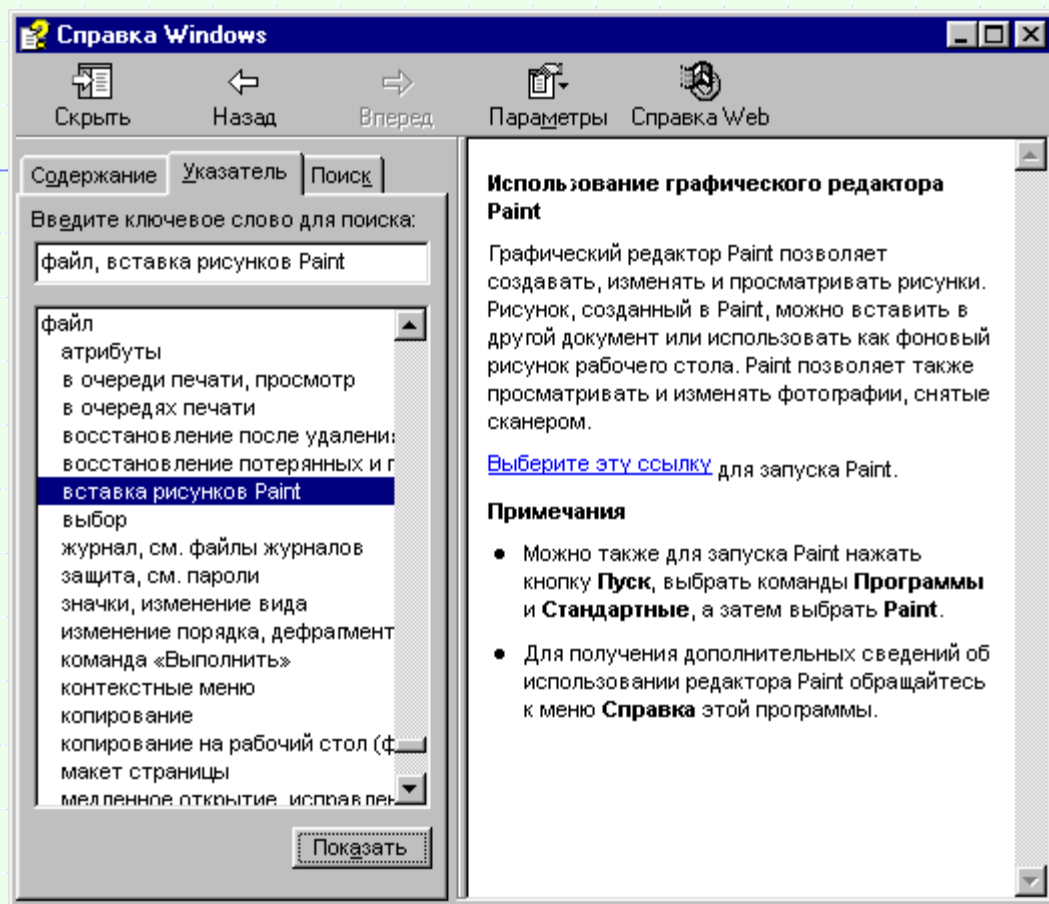 Справка Windows
Скрыть
Назад
Вперед
Параметры
Справка Web
Содержание
Указатель
Поиск
Введите ключевое слово для поиска:
файл, вставка рисунков Paint
файл
атрибуты
в очереди печати, просмотр
в очередях печати
восстановление после удалени
восстановление потерянных и
вставка рисунков Paint
выбор
журнал, см. файлы журналов
защита, см. пароли
значки, изменение вида
изменение порядка, дефрагмент
команда «Выполнить»
контекстные меню
копирование
копирование на рабочий стол (ф
макет страницы
медленное открытие, исправлен
Показать
Использование графического редактора
Paint
Графический редактор Paint позволяет
создавать, изменять и просматривать рисунки.
Рисунок, созданный в Paint, можно вставить в
другой документ или использовать как фоновый
рисунок рабочего стола. Paint позволяет также
просматривать и изменять фотографии, снятые
сканером.
Выберите эту ссылку для запуска Paint.
Примечания
● Можно также для запуска Paint нажать
кнопку Пуск, выбрать команды Программы
и Стандартные, а затем выбрать Paint.
● Для получения дополнительных сведений об
использовании редактора Paint обращайтесь
к меню Справка этой программы.